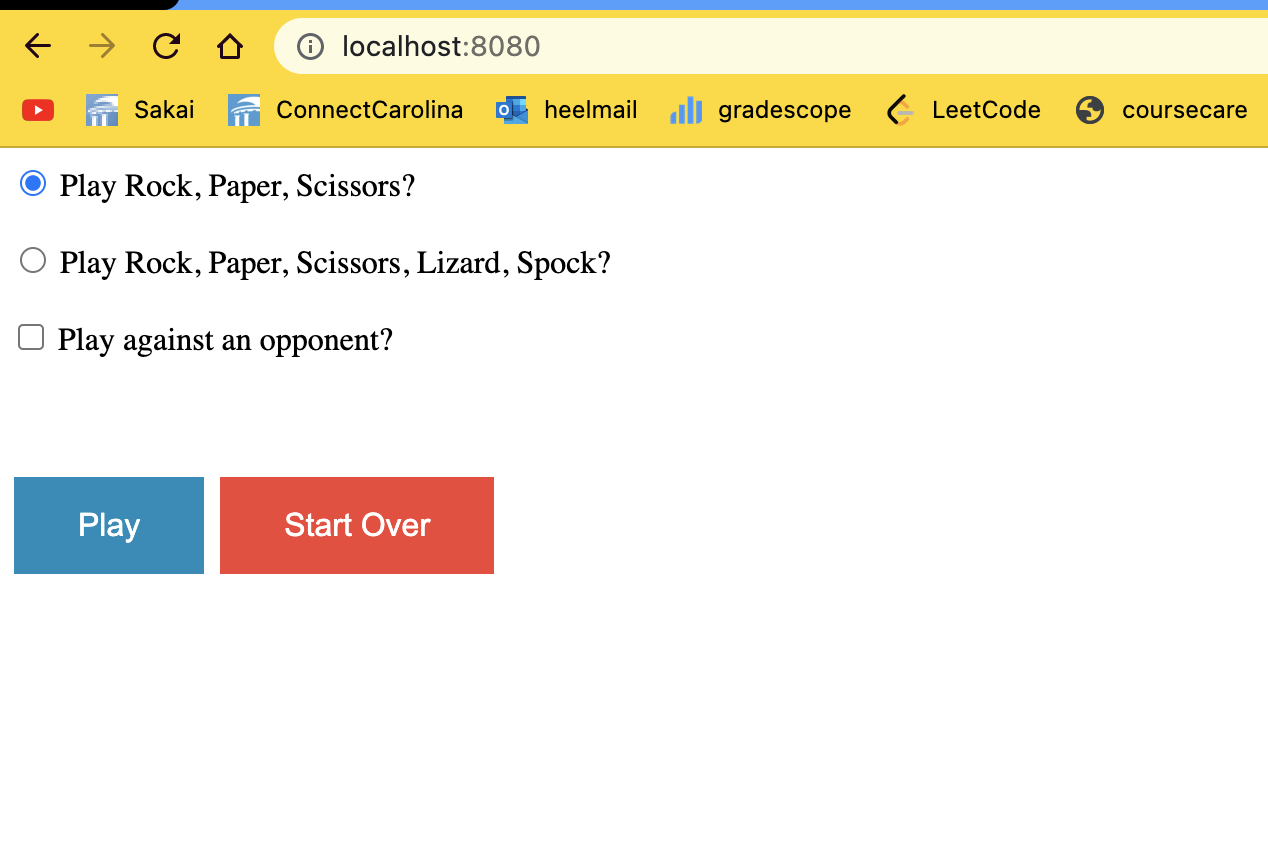 localhost:8080
Sakai ConnectCarolina heelmail gradescope LeetCode coursecare
Play Rock, Paper, Scissors?
Play Rock, Paper, Scissors, Lizard, Spock?
Play against an opponent?
Play Start Over